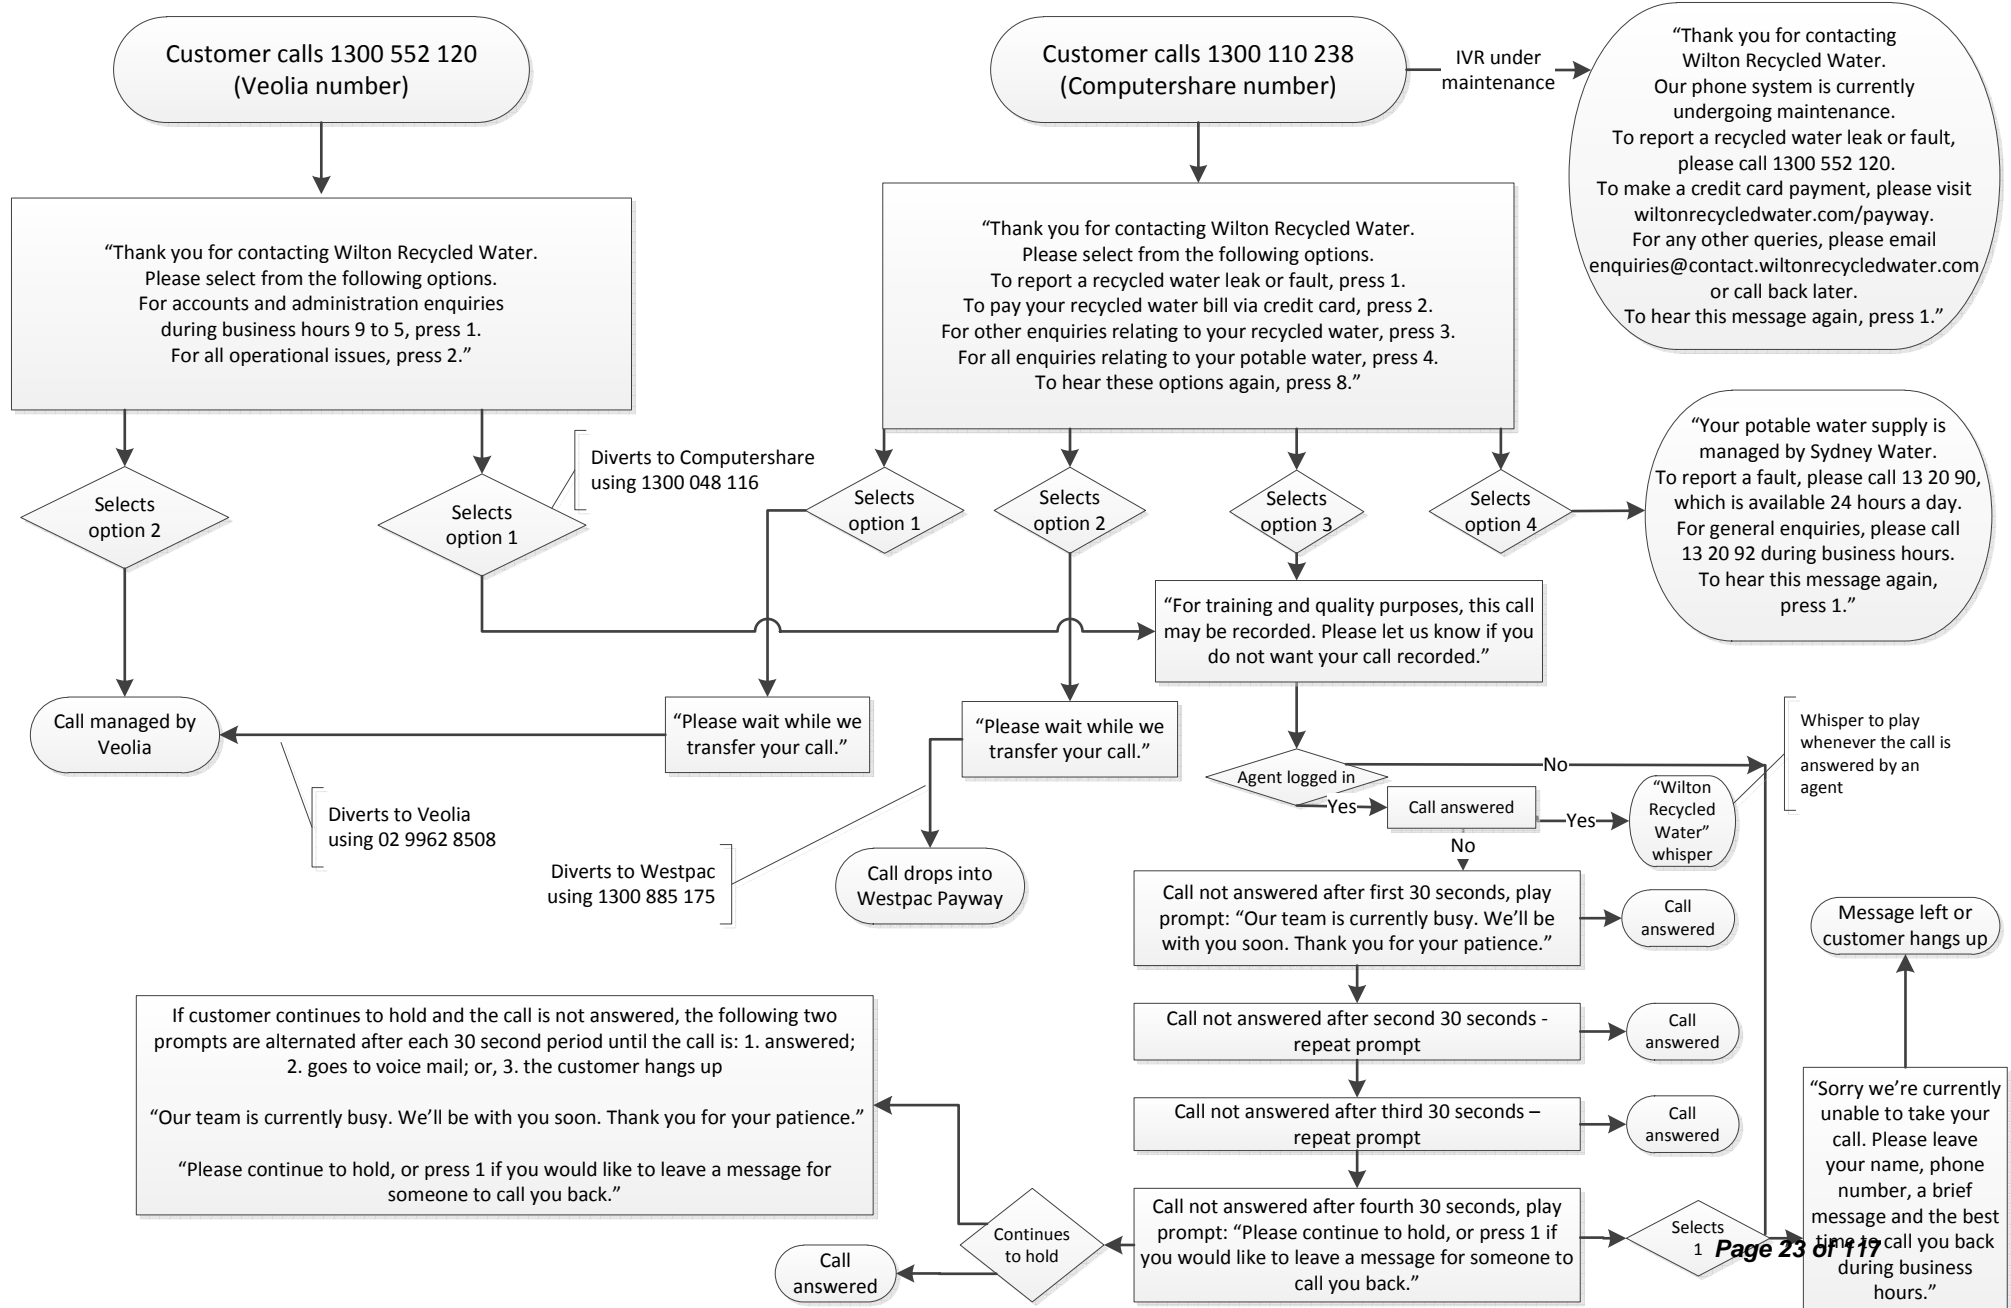 Customer calls 1300 552 120
(Veolia number)
Customer calls 1300 110 238
(Computershare number)
IVR under
maintenance
“Thank you for contacting
Wilton Recycled Water.
Our phone system is currently
undergoing maintenance.
To report a recycled water leak or fault,
please call 1300 552 120.
To make a credit card payment, please visit
wiltonrecycledwater.com/payway.
For any other queries, please email
enquiries@contact.wiltonrecycledwater.com
or call back later.
To hear this message again, press 1.”
“Thank you for contacting Wilton Recycled Water.
Please select from the following options.
For accounts and administration enquiries
during business hours 9 to 5, press 1.
For all operational issues, press 2.”
“Thank you for contacting Wilton Recycled Water.
Please select from the following options.
To report a recycled water leak or fault, press 1.
To pay your recycled water bill via credit card, press 2.
For other enquiries relating to your recycled water, press 3.
For all enquiries relating to your potable water, press 4.
To hear these options again, press 8.”
Selects
option 2
Selects
option 1
Diverts to Computershare
using 1300 048 116
Selects
option 1
Selects
option 2
Selects
option 3
Selects
option 4
“Your potable water supply is
managed by Sydney Water.
To report a fault, please call 13 20 90,
which is available 24 hours a day.
For general enquiries, please call
13 20 92 during business hours.
To hear this message again,
press 1.”
“For training and quality purposes, this call
may be recorded. Please let us know if you
do not want your call recorded.”
Call managed by
Veolia
“Please wait while we
transfer your call.”
“Please wait while we
transfer your call.”
Whisper to play
whenever the call is
answered by an
agent
Agent logged in
No
Yes
Call answered
Yes
“Wilton
Recycled
Water”
whisper
No
Diverts to Veolia
using 02 9962 8508
Diverts to Westpac
using 1300 885 175
Call drops into
Westpac Payway
Call not answered after first 30 seconds, play
prompt: “Our team is currently busy. We’ll be
with you soon. Thank you for your patience.”
Call
answered
Message left or
customer hangs up
If customer continues to hold and the call is not answered, the following two
prompts are alternated after each 30 second period until the call is: 1. answered;
2. goes to voice mail; or, 3. the customer hangs up
“Our team is currently busy. We’ll be with you soon. Thank you for your patience.”
“Please continue to hold, or press 1 if you would like to leave a message for
someone to call you back.”
Call not answered after second 30 seconds -
repeat prompt
Call
answered
Call not answered after third 30 seconds –
repeat prompt
Call
answered
Call not answered after fourth 30 seconds, play
prompt: “Please continue to hold, or press 1 if
you would like to leave a message for someone to
call you back.”
Continues
to hold
Call
answered
Selects
1
“Sorry we’re currently
unable to take your
call. Please leave
your name, phone
number, a brief
message and the best
time to call you back
during business
hours.”
Page 23 of 117